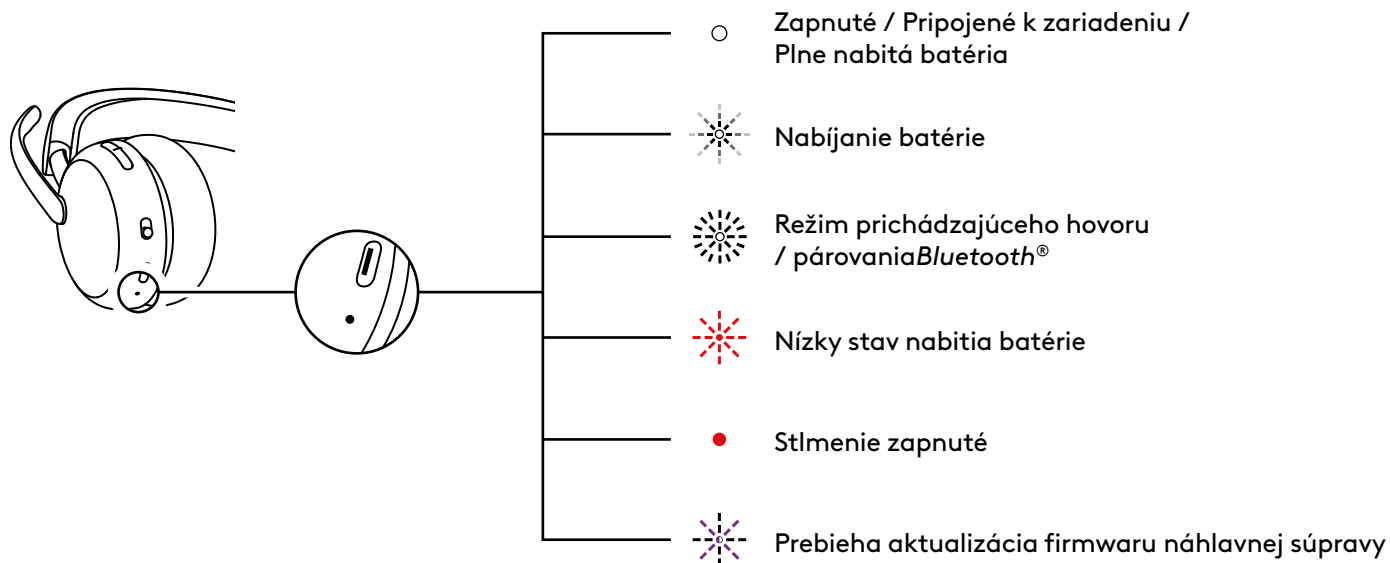 Zapnuté / Pripojené k zariadeniu /
Plne nabitá batéria
Nabíjanie batérie
Režim prichádzajúceho hovoru
/ párovaniaBluetooth®
Nízky stav nabitia batérie
Stlmenie zapnuté
Prebieha aktualizácia firmwaru náhlavnej súpravy